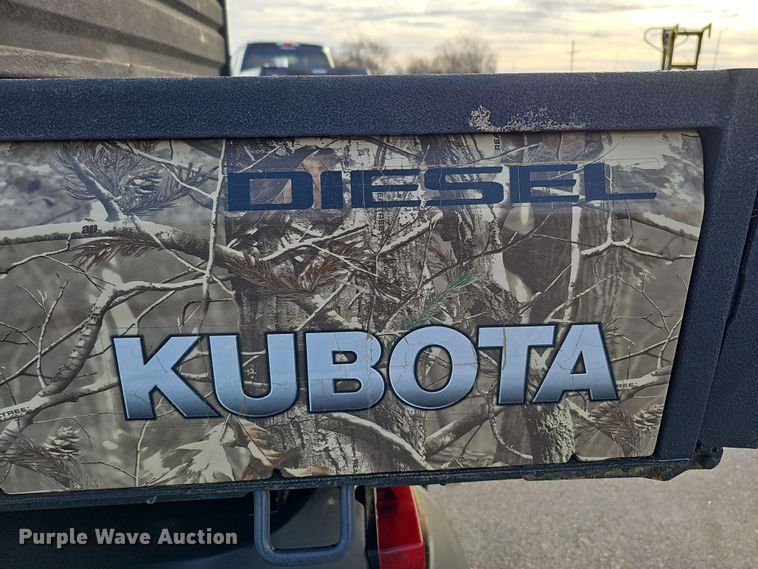 DIESEL
KUBOTA
Purple Wave Auction